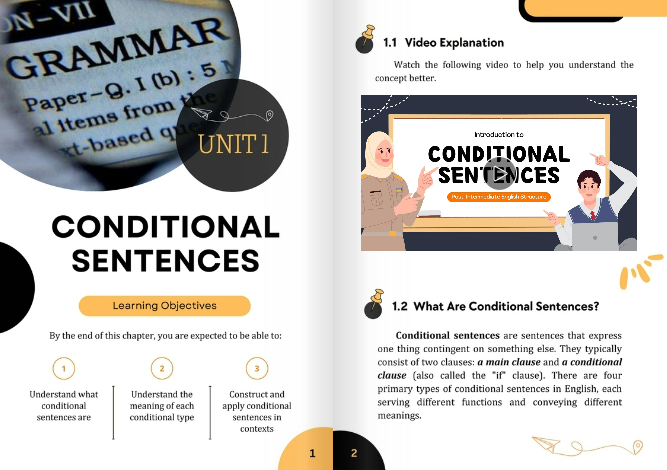 ON-VII
GRAMMAR
Paper-Q. I (b) : 5 M
al items from the
xt-based que
UNIT 1
CONDITIONAL
SENTENCES
Learning Objectives
By the end of this chapter, you are expected to be able to:
1
2
3
Understand what
conditional
sentences are
Understand the
meaning of each
conditional type
Construct and
apply conditional
sentences in
contexts
1
1.1 Video Explanation
Watch the following video to help you understand the
concept better.
Introduction to
CONDITIONAL
SENTENCES
Post-Intermediate English Structure
1.2 What Are Conditional Sentences?
Conditional sentences are sentences that express
one thing contingent on something else. They typically
consist of two clauses: a main clause and a conditional
clause (also called the "if" clause). There are four
primary types of conditional sentences in English, each
serving different functions and conveying different
meanings.
2